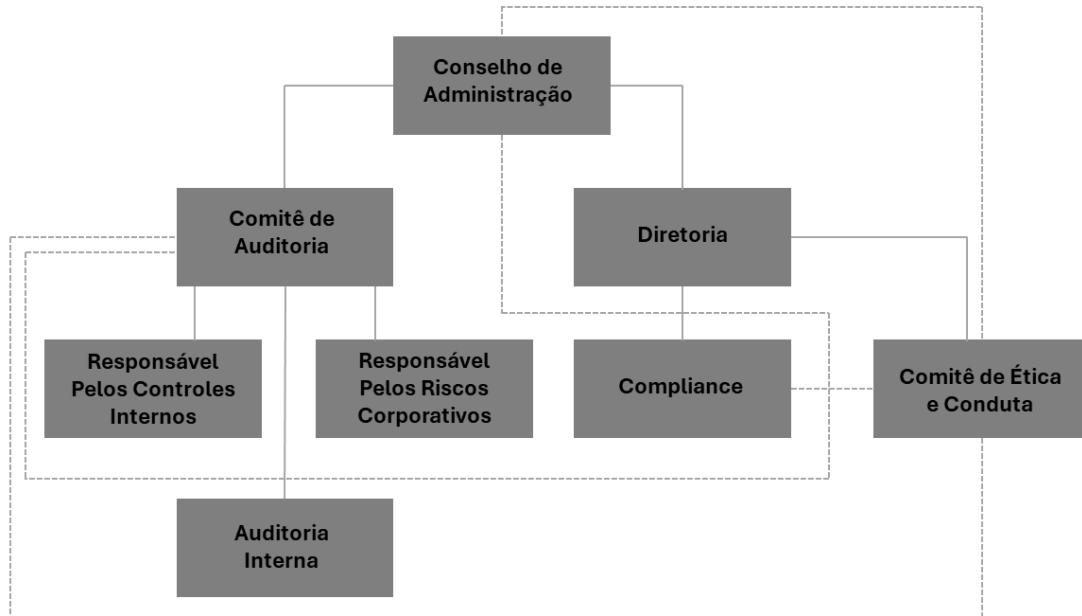 Conselho de
Administração
Comitê de
Auditoria
Diretoria
Responsável
Pelos Controles
Internos
Responsável
Pelos Riscos
Corporativos
Compliance
Comitê de Ética
e Conduta
Auditoria
Interna